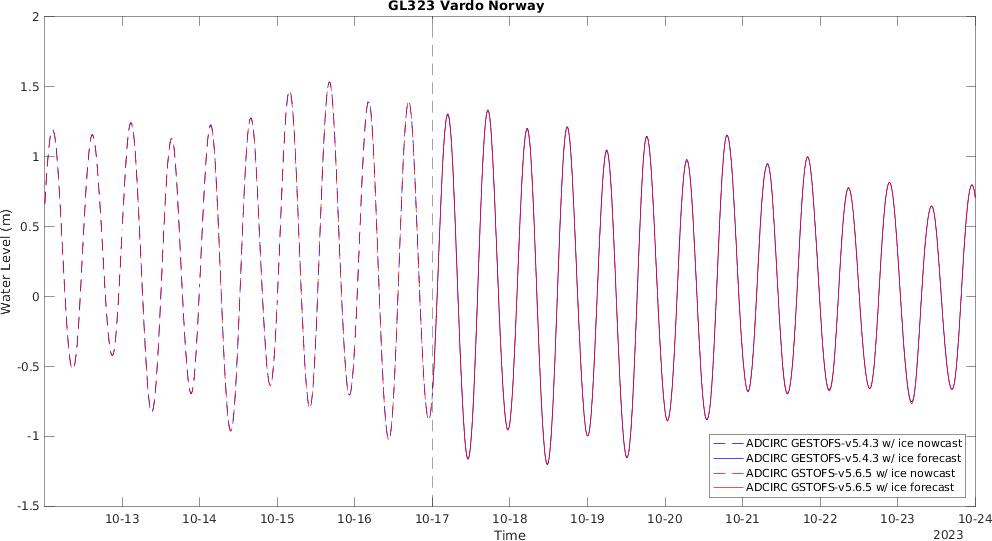 GL323 Vardo Norway
2
1.5
1
0.5
0
-0.5
-1
-1.5
Water Level (m)
ADCIRC GESTOFS-v5.4.3 w/ ice nowcast
ADCIRC GESTOFS-v5.4.3 w/ ice forecast
ADCIRC GSTOFS-v5.6.5 w/ ice nowcast
ADCIRC GSTOFS-v5.6.5 w/ ice forecast
10-13 10-14 10-15 10-16 10-17 10-18 10-19 10-20 10-21 10-22 10-23 10-24
Time
2023